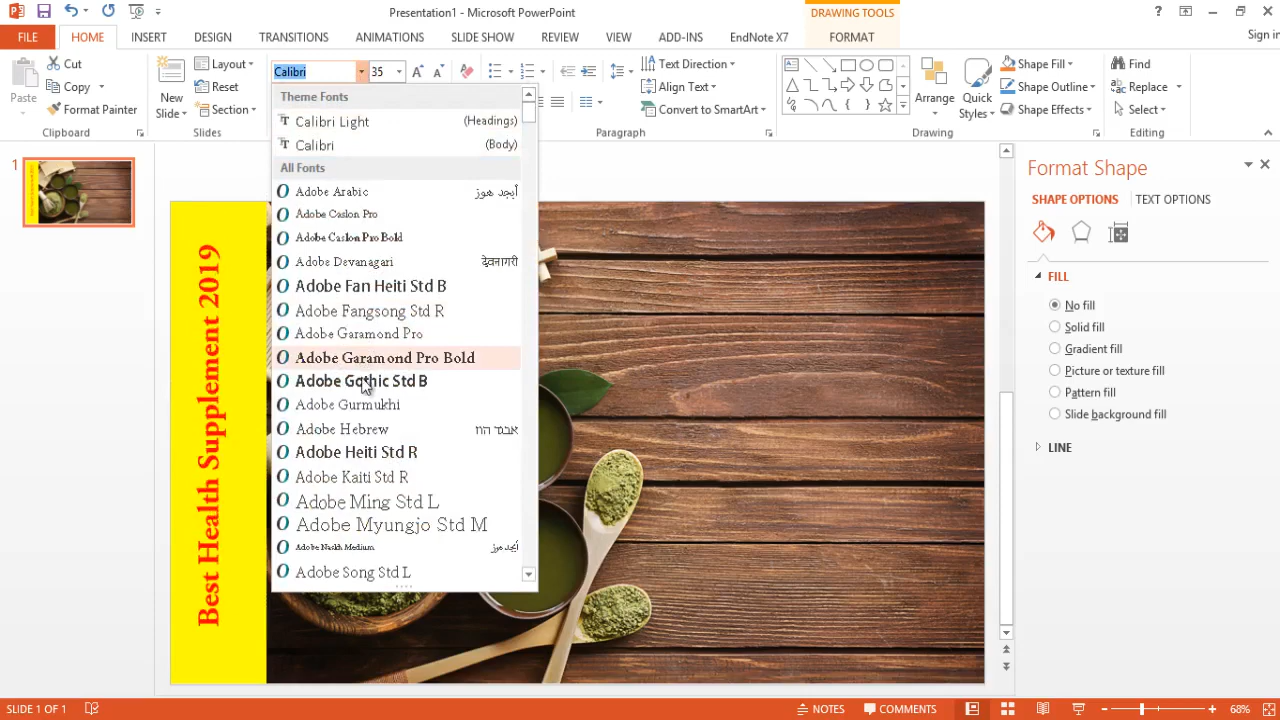 Presentation1 - Microsoft PowerPoint
DRAWING TOOLS
?
FILE
HOME
INSERT
DESIGN
TRANSITIONS
ANIMATIONS
SLIDE SHOW
REVIEW
VIEW
ADD-INS
EndNote X7
FORMAT
Sign in
Paste
Cut
Copy
Format Painter
Clipboard
New
Slide
Layout
Reset
Section
Slides
Calibri
35
Text Direction
Align Text
Convert to SmartArt
Paragraph
Arrange
Quick
Styles
Shape Fill
Shape Outline
Shape Effects
Drawing
Find
Replace
Select
Editing
Theme Fonts
Calibri Light (Headings)
Calibri (Body)
All Fonts
Adobe Arabic أبجد هوز
Adobe Caslon Pro
Adobe Caslon Pro Bold
Adobe Devanagari देवनागरी
Adobe Fan Heiti Std B
Adobe Fangsong Std R
Adobe Garamond Pro
Adobe Garamond Pro Bold
Adobe Gothic Std B
Adobe Gurmukhi
Adobe Hebrew אבגד הוז
Adobe Heiti Std R
Adobe Kaiti Std R
Adobe Ming Std L
Adobe Myungjo Std M
Adobe Naskh Medium أبجد هوز
Adobe Song Std L
1
Best Health Supplement 2019
Format Shape
SHAPE OPTIONS
TEXT OPTIONS
FILL
No fill
Solid fill
Gradient fill
Picture or texture fill
Pattern fill
Slide background fill
LINE
SLIDE 1 OF 1
NOTES
COMMENTS
68%